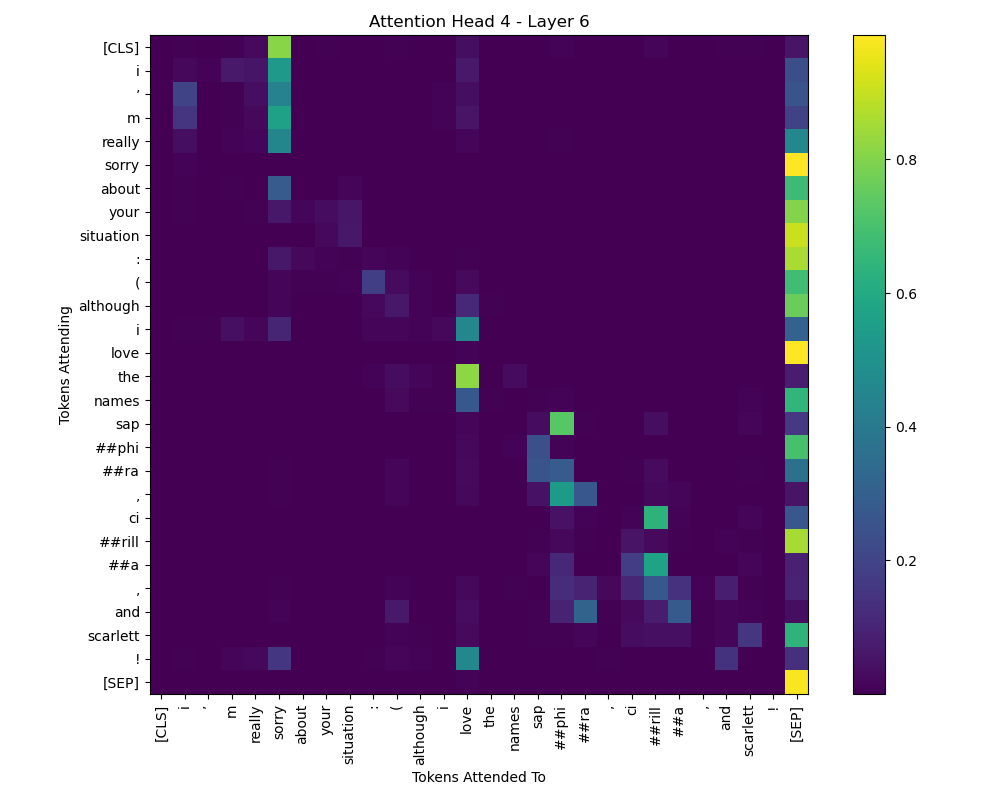 Attention Head 4 - Layer 6
Tokens Attending
[CLS]
i
’
m
really
sorry
about
your
situation
:
(
although
i
love
the
names
sap
##phi
##ra
,
ci
##rill
##a
,
and
scarlett
!
[SEP]
[CLS]
i
’
m
really
sorry
about
your
situation
:
(
although
i
love
the
names
sap
##phi
##ra
,
ci
##rill
##a
,
and
scarlett
!
[SEP]
Tokens Attended To
0.8
0.6
0.4
0.2